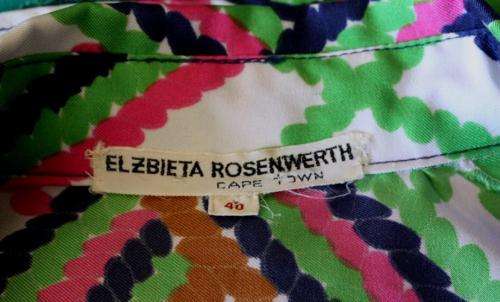 ELZBIETA ROSENWERTH
CAPE TOWN
40